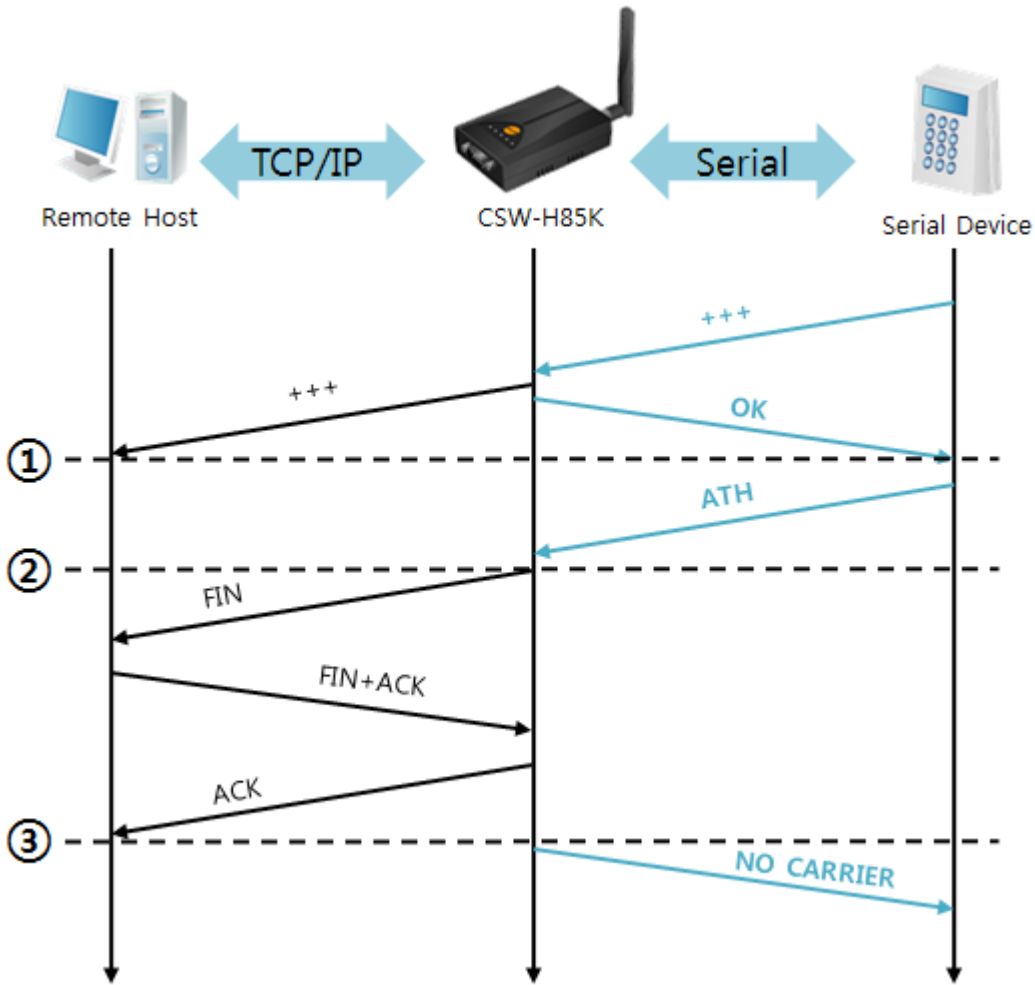 TCP/IP
Serial
Remote Host
CSW-H85K
Serial Device
+++
+++
OK
①
ATH
②
FIN
FIN+ACK
ACK
③
NO CARRIER